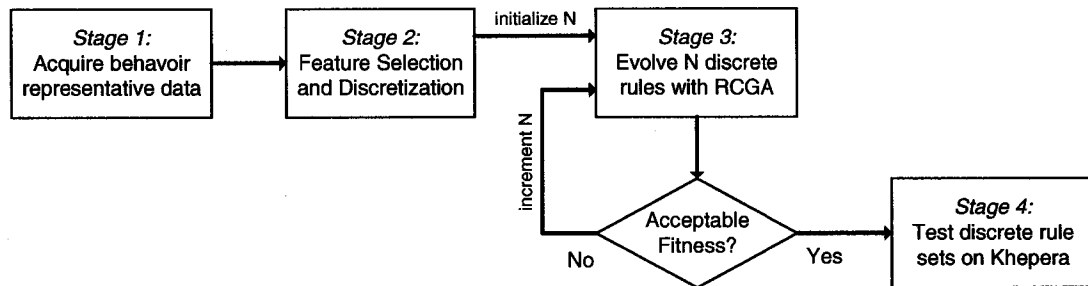 Stage 1:
Acquire behavoir
representative data
Stage 2:
Feature Selection
and Discretization
initialize N
Stage 3:
Evolve N discrete
rules with RCGA
increment N
Acceptable
Fitness?
No
Yes
Stage 4:
Test discrete rule
sets on Khepera